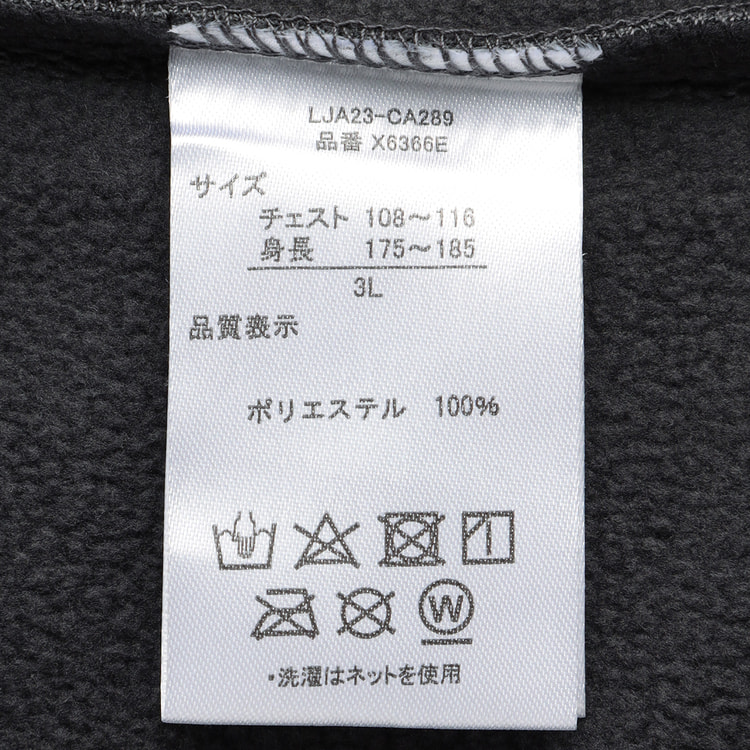 LJA23-CA289
品番 X6366E
サイズ
チェスト 108～116
身長 175～185
3L
品質表示
ポリエステル 100%
W
・洗濯はネットを使用